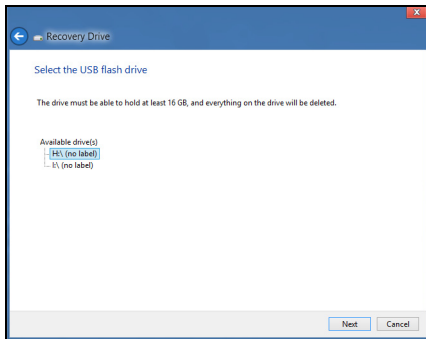 Recovery Drive
Select the USB flash drive
The drive must be able to hold at least 16 GB, and everything on the drive will be deleted.
Available drive(s)
H:\ (no label)
I:\ (no label)
Next Cancel